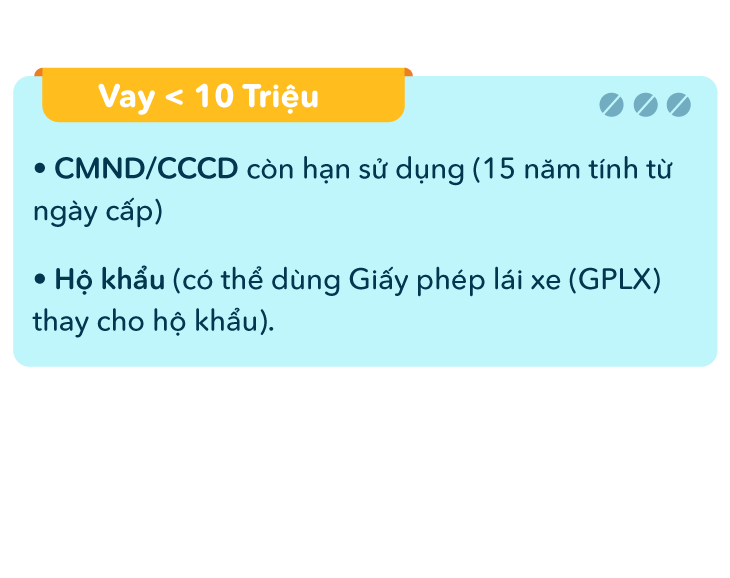 Vay < 10 Triệu
• CMND/CCCD còn hạn sử dụng (15 năm tính từ
ngày cấp)
• Hộ khẩu (có thể dùng Giấy phép lái xe (GPLX)
thay cho hộ khẩu).